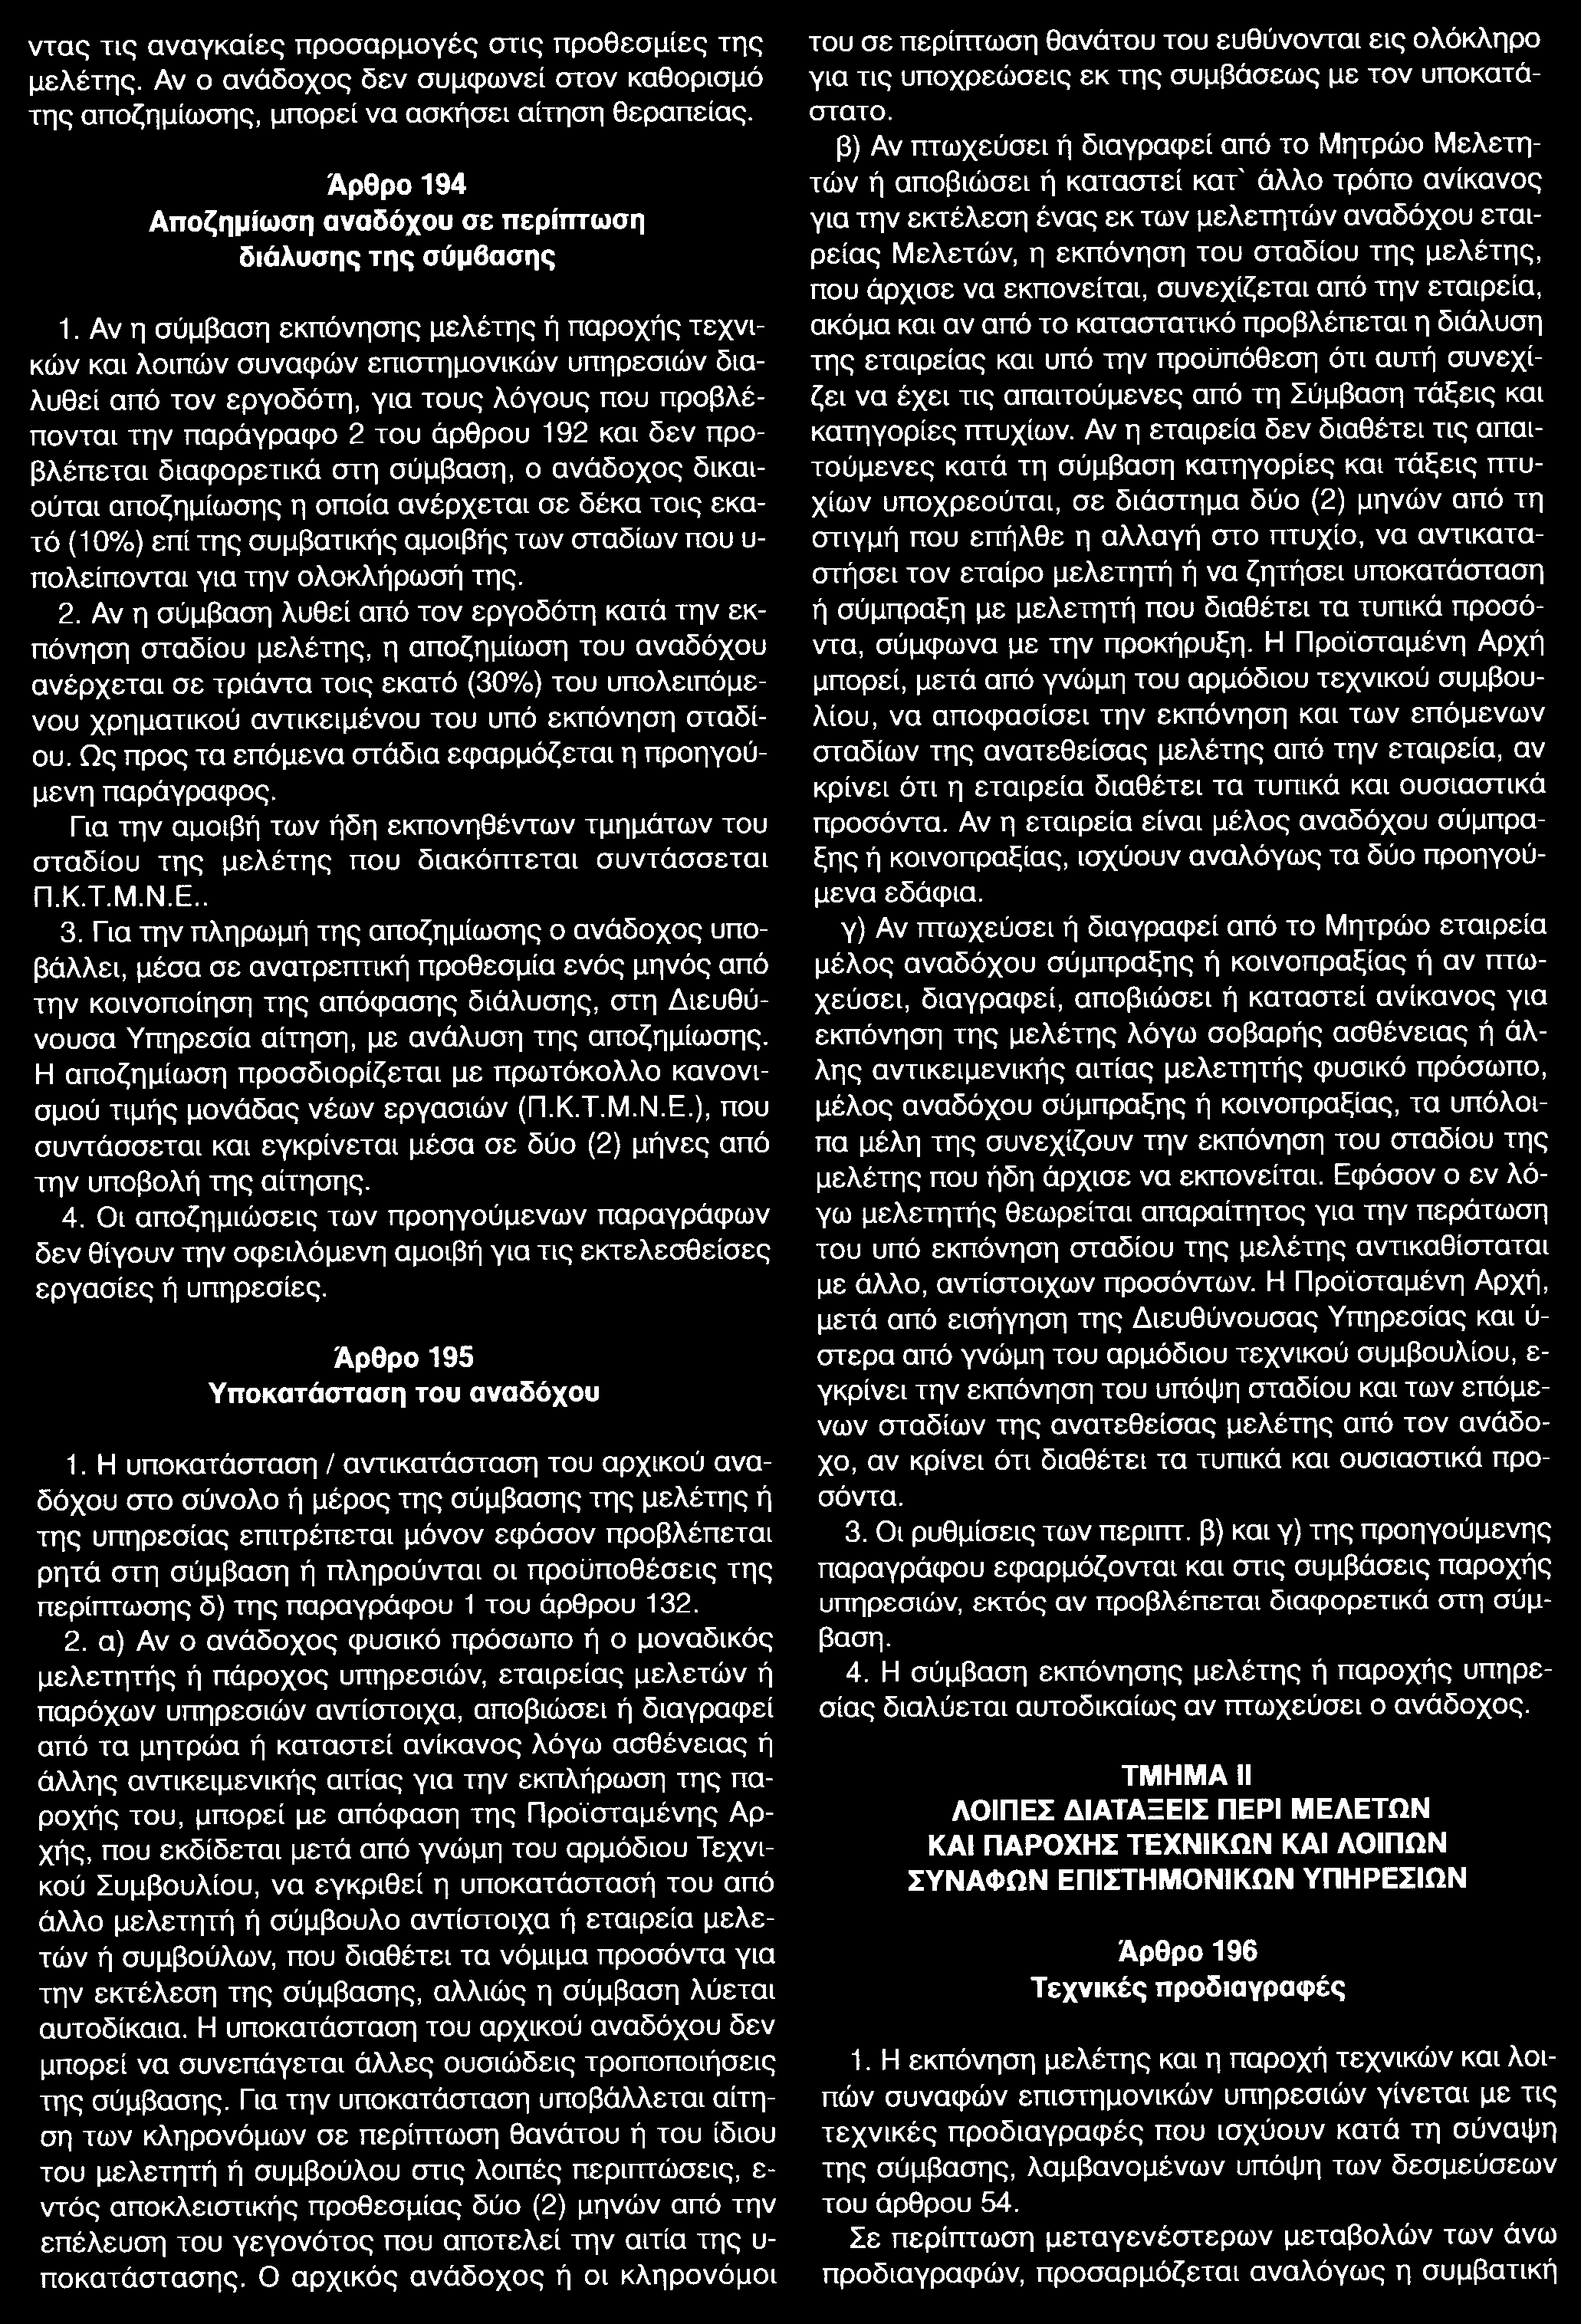 ντας τις αναγκαίες προσαρμογές στις προθεσμίες της
μελέτης. Αν ο ανάδοχος δεν συμφωνεί στον καθορισμό
της αποζημίωσης, μπορεί να ασκήσει αίτηση θεραπείας.
Άρθρο 194
Αποζημίωση αναδόχου σε περίπτωση
διάλυσης της σύμβασης
1. Αν η σύμβαση εκπόνησης μελέτης ή παροχής τεχνι-
κών και λοιπών συναφών επιστημονικών υπηρεσιών δια-
λυθεί από τον εργοδότη, για τους λόγους που προβλέ-
πονται την παράγραφο 2 του άρθρου 192 και δεν προ-
βλέπεται διαφορετικά στη σύμβαση, ο ανάδοχος δικαι-
ούται αποζημίωσης η οποία ανέρχεται σε δέκα τοις εκα-
τό (10%) επί της συμβατικής αμοιβής των σταδίων που υ-
πολείπονται για την ολοκλήρωσή της.
2. Αν η σύμβαση λυθεί από τον εργοδότη κατά την εκ-
πόνηση σταδίου μελέτης, η αποζημίωση του αναδόχου
ανέρχεται σε τριάντα τοις εκατό (30%) του υπολειπόμε-
νου χρηματικού αντικειμένου του υπό εκπόνηση σταδί-
ου. Ως προς τα επόμενα στάδια εφαρμόζεται η προηγού-
μενη παράγραφος.
Για την αμοιβή των ήδη εκπονηθέντων τμημάτων του
σταδίου της μελέτης που διακόπτεται συντάσσεται
Π.Κ.Τ.Μ.Ν.Ε..
3. Για την πληρωμή της αποζημίωσης ο ανάδοχος υπο-
βάλλει, μέσα σε ανατρεπτική προθεσμία ενός μηνός από
την κοινοποίηση της απόφασης διάλυσης, στη Διευθύ-
νουσα Υπηρεσία αίτηση, με ανάλυση της αποζημίωσης.
Η αποζημίωση προσδιορίζεται με πρωτόκολλο κανονι-
σμού τιμής μονάδας νέων εργασιών (Π.Κ.Τ.Μ.Ν.Ε.), που
συντάσσεται και εγκρίνεται μέσα σε δύο (2) μήνες από
την υποβολή της αίτησης.
4. Οι αποζημιώσεις των προηγούμενων παραγράφων
δεν θίγουν την οφειλόμενη αμοιβή για τις εκτελεσθείσες
εργασίες ή υπηρεσίες.
Άρθρο 195
Υποκατάσταση του αναδόχου
1. Η υποκατάσταση / αντικατάσταση του αρχικού ανα-
δόχου στο σύνολο ή μέρος της σύμβασης της μελέτης ή
της υπηρεσίας επιτρέπεται μόνον εφόσον προβλέπεται
ρητά στη σύμβαση ή πληρούνται οι προϋποθέσεις της
περίπτωσης δ) της παραγράφου 1 του άρθρου 132.
2. α) Αν ο ανάδοχος φυσικό πρόσωπο ή ο μοναδικός
μελετητής ή πάροχος υπηρεσιών, εταιρείας μελετών ή
παρόχων υπηρεσιών αντίστοιχα, αποβιώσει ή διαγραφεί
από τα μητρώα ή καταστεί ανίκανος λόγω ασθένειας ή
άλλης αντικειμενικής αιτίας για την εκπλήρωση της πα-
ροχής του, μπορεί με απόφαση της Προϊσταμένης Αρ-
χής, που εκδίδεται μετά από γνώμη του αρμόδιου Τεχνι-
κού Συμβουλίου, να εγκριθεί η υποκατάστασή του από
άλλο μελετητή ή σύμβουλο αντίστοιχα ή εταιρεία μελε-
τών ή συμβούλων, που διαθέτει τα νόμιμα προσόντα για
την εκτέλεση της σύμβασης, αλλιώς η σύμβαση λύεται
αυτοδίκαια. Η υποκατάσταση του αρχικού αναδόχου δεν
μπορεί να συνεπάγεται άλλες ουσιώδεις τροποποιήσεις
της σύμβασης. Για την υποκατάσταση υποβάλλεται αίτη-
ση των κληρονόμων σε περίπτωση θανάτου ή του ίδιου
του μελετητή ή συμβούλου στις λοιπές περιπτώσεις, ε-
ντός αποκλειστικής προθεσμίας δύο (2) μηνών από την
επέλευση του γεγονότος που αποτελεί την αιτία της υ-
ποκατάστασης. Ο αρχικός ανάδοχος ή οι κληρονόμοι
του σε περίπτωση θανάτου του ευθύνονται εις ολόκληρο
για τις υποχρεώσεις εκ της συμβάσεως με τον υποκατά-
στατο.
β) Αν πτωχεύσει ή διαγραφεί από το Μητρώο Μελετη-
τών ή αποβιώσει ή καταστεί κατ` άλλο τρόπο ανίκανος
για την εκτέλεση ένας εκ των μελετητών αναδόχου εται-
ρείας Μελετών, η εκπόνηση του σταδίου της μελέτης,
που άρχισε να εκπονείται, συνεχίζεται από την εταιρεία,
ακόμα και αν από το καταστατικό προβλέπεται η διάλυση
της εταιρείας και υπό την προϋπόθεση ότι αυτή συνεχί-
ζει να έχει τις απαιτούμενες από τη Σύμβαση τάξεις και
κατηγορίες πτυχίων. Αν η εταιρεία δεν διαθέτει τις απαι-
τούμενες κατά τη σύμβαση κατηγορίες και τάξεις πτυ-
χίων υποχρεούται, σε διάστημα δύο (2) μηνών από τη
στιγμή που επήλθε η αλλαγή στο πτυχίο, να αντικατα-
στήσει τον εταίρο μελετητή ή να ζητήσει υποκατάσταση
ή σύμπραξη με μελετητή που διαθέτει τα τυπικά προσό-
ντα, σύμφωνα με την προκήρυξη. Η Προϊσταμένη Αρχή
μπορεί, μετά από γνώμη του αρμόδιου τεχνικού συμβου-
λίου, να αποφασίσει την εκπόνηση και των επόμενων
σταδίων της ανατεθείσας μελέτης από την εταιρεία, αν
κρίνει ότι η εταιρεία διαθέτει τα τυπικά και ουσιαστικά
προσόντα. Αν η εταιρεία είναι μέλος αναδόχου σύμπρα-
ξης ή κοινοπραξίας, ισχύουν αναλόγως τα δύο προηγού-
μενα εδάφια.
γ) Αν πτωχεύσει ή διαγραφεί από το Μητρώο εταιρεία
μέλος αναδόχου σύμπραξης ή κοινοπραξίας ή αν πτω-
χεύσει, διαγραφεί, αποβιώσει ή καταστεί ανίκανος για
εκπόνηση της μελέτης λόγω σοβαρής ασθένειας ή άλ-
λης αντικειμενικής αιτίας μελετητής φυσικό πρόσωπο,
μέλος αναδόχου σύμπραξης ή κοινοπραξίας, τα υπόλοι-
πα μέλη της συνεχίζουν την εκπόνηση του σταδίου της
μελέτης που ήδη άρχισε να εκπονείται. Εφόσον ο εν λό-
γω μελετητής θεωρείται απαραίτητος για την περάτωση
του υπό εκπόνηση σταδίου της μελέτης αντικαθίσταται
με άλλο, αντίστοιχων προσόντων. Η Προϊσταμένη Αρχή,
μετά από εισήγηση της Διευθύνουσας Υπηρεσίας και ύ-
στερα από γνώμη του αρμόδιου τεχνικού συμβουλίου, ε-
γκρίνει την εκπόνηση του υπόψη σταδίου και των επόμε-
νων σταδίων της ανατεθείσας μελέτης από τον ανάδο-
χο, αν κρίνει ότι διαθέτει τα τυπικά και ουσιαστικά προ-
σόντα.
3. Οι ρυθμίσεις των περιπτ. β) και γ) της προηγούμενης
παραγράφου εφαρμόζονται και στις συμβάσεις παροχής
υπηρεσιών, εκτός αν προβλέπεται διαφορετικά στη σύμ-
βαση.
4. Η σύμβαση εκπόνησης μελέτης ή παροχής υπηρε-
σίας διαλύεται αυτοδικαίως αν πτωχεύσει ο ανάδοχος.
ΤΜΗΜΑ ΙΙ
ΛΟΙΠΕΣ ΔΙΑΤΑΞΕΙΣ ΠΕΡΙ ΜΕΛΕΤΩΝ
ΚΑΙ ΠΑΡΟΧΗΣ ΤΕΧΝΙΚΩΝ ΚΑΙ ΛΟΙΠΩΝ
ΣΥΝΑΦΩΝ ΕΠΙΣΤΗΜΟΝΙΚΩΝ ΥΠΗΡΕΣΙΩΝ
Άρθρο 196
Τεχνικές προδιαγραφές
1. Η εκπόνηση μελέτης και η παροχή τεχνικών και λοι-
πών συναφών επιστημονικών υπηρεσιών γίνεται με τις
τεχνικές προδιαγραφές που ισχύουν κατά τη σύναψη
της σύμβασης, λαμβανομένων υπόψη των δεσμεύσεων
του άρθρου 54.
Σε περίπτωση μεταγενέστερων μεταβολών των άνω
προδιαγραφών, προσαρμόζεται αναλόγως η συμβατική